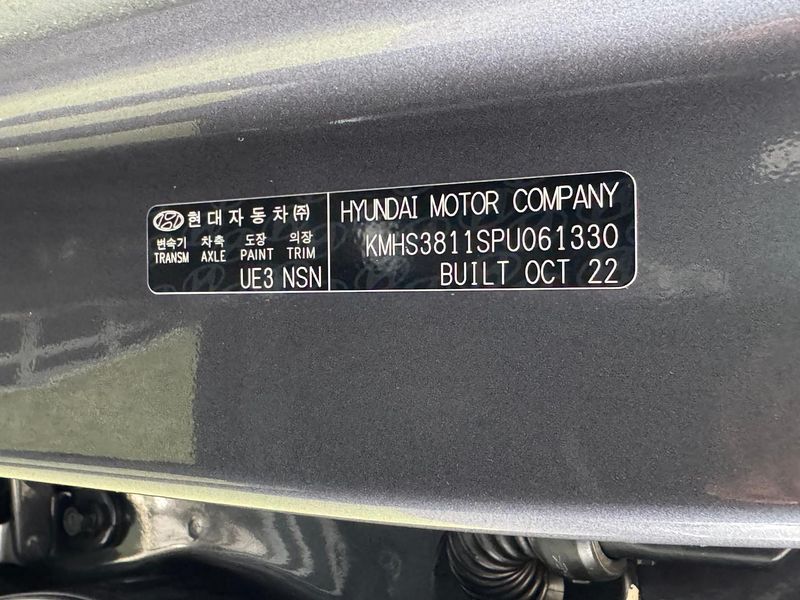 현대자동차㈜
변속기 차축 도장 의장
TRANSM AXLE PAINT TRIM
UE3 NSN
HYUNDAI MOTOR COMPANY
KMHS3811SPU061330
BUILT OCT 22